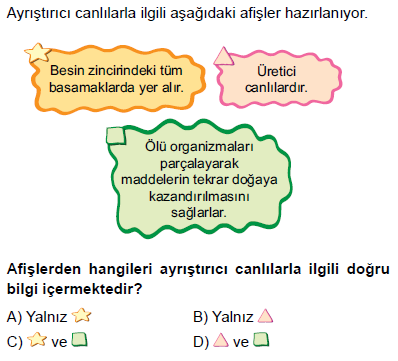 Ayrıştırıcı canlılarla ilgili aşağıdaki afişler hazırlanıyor.
Besin zincirindeki tüm
basamaklarda yer alır.
Üretici
canlılardır.
Ölü organizmaları
parçalayarak
maddelerin tekrar doğaya
kazandırılmasını
sağlarlar.
Afişlerden hangileri ayrıştırıcı canlılarla ilgili doğru
bilgi içermektedir?
A) Yalnız
B) Yalnız
C) ve
D) ve